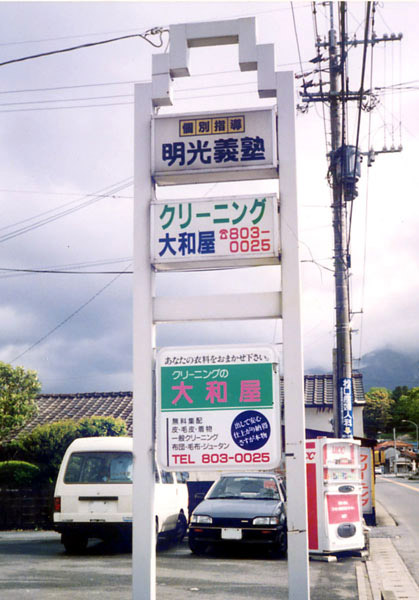 個別指導
明光義塾
クリーニング
大和屋 ☎803-0025
あなたの衣料をおまかせ下さい。
クリーニングの
大和屋
無料集配
皮・毛皮・着物
一般クリーニング
布団・毛布・ジュータン
出して安心
仕上がり自慢
さすが本物
TEL 803-0025